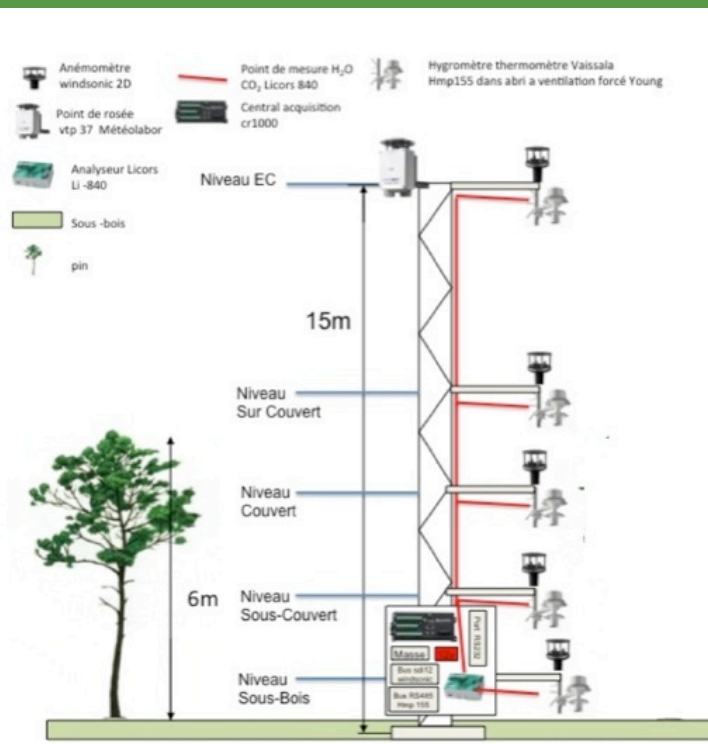 Anémomètre
windsonic 2D
Point de rosée
vtp 37 Météolabor
Analyseur Licors
Li -840
Sous -bois
pin
Point de mesure H₂O
CO₂ Licors 840
Central acquisition
cr1000
Hygromètre thermomètre Vaissala
Hmp155 dans abri a ventilation forcé Young
Niveau EC
15m
Niveau
Sur Couvert
Niveau
Couvert
6m
Niveau
Sous-Couvert
Niveau
Sous-Bois
Masse
Bus sdi12
windsonic
Bus RS485
Hmp 155
Port RS232